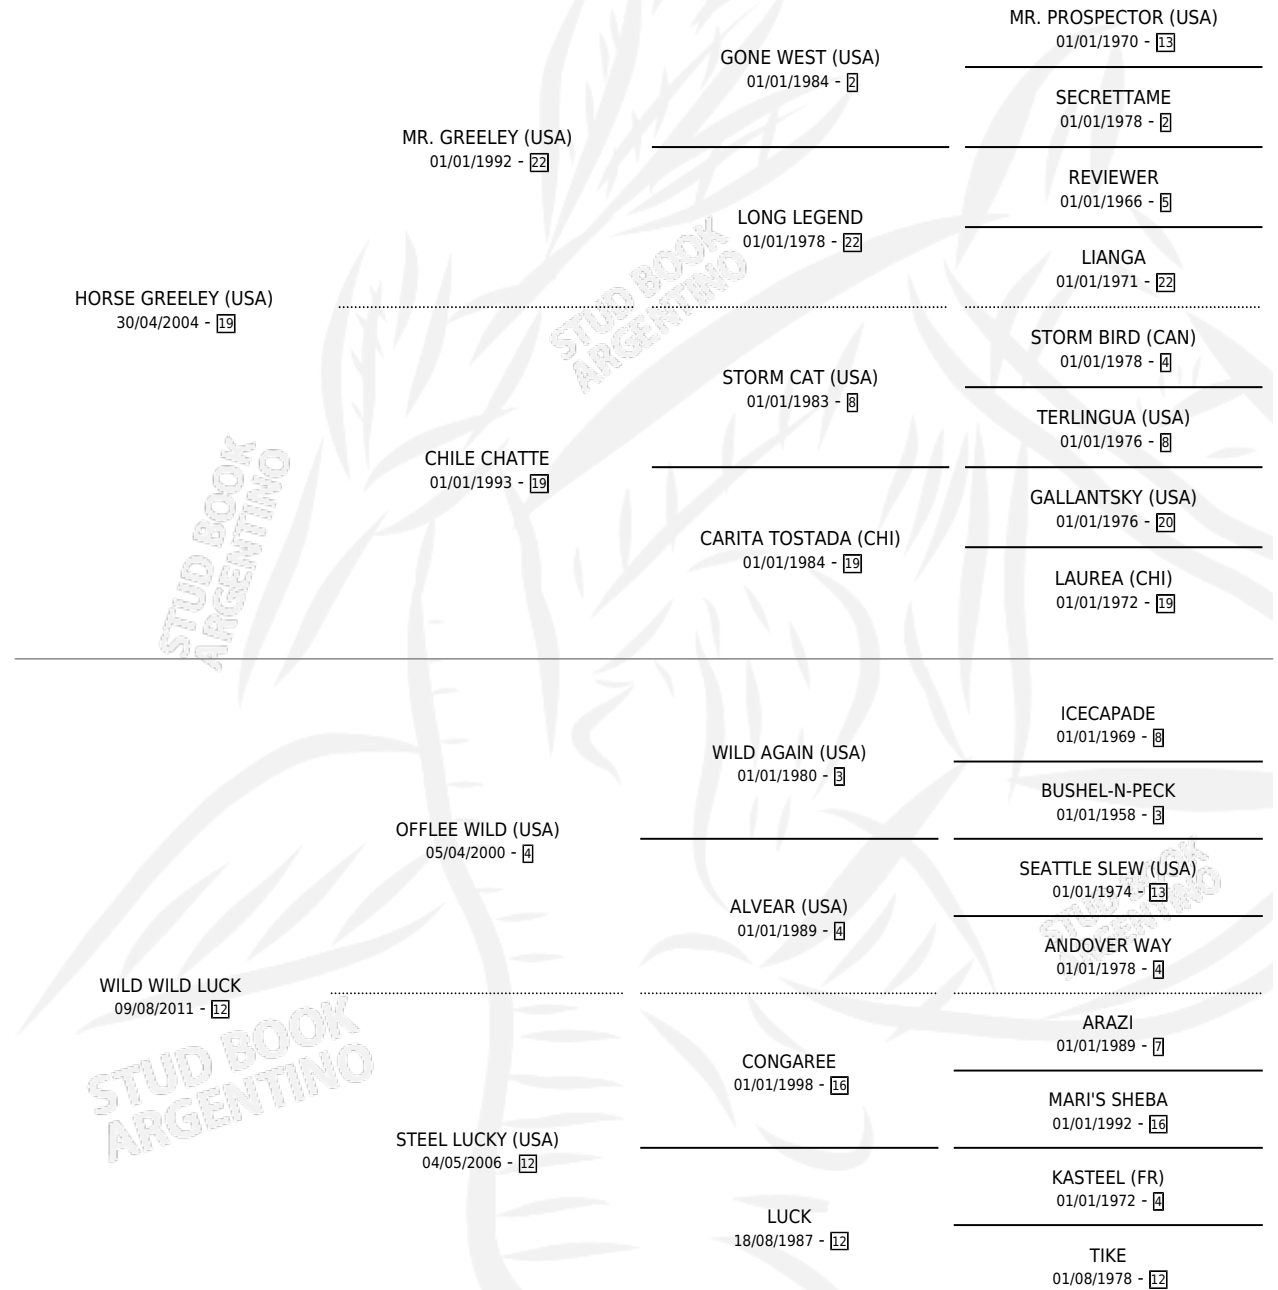 MR. PROSPECTOR (USA)
01/01/1970 - 13
GONE WEST (USA)
01/01/1984 - 2
SECRETTAME
01/01/1978 - 2
MR. GREELEY (USA)
01/01/1992 - 22
REVIEWER
01/01/1966 - 5
LONG LEGEND
01/01/1978 - 22
LIANGA
01/01/1971 - 22
HORSE GREELEY (USA)
30/04/2004 - 19
STORM BIRD (CAN)
01/01/1978 - 4
STORM CAT (USA)
01/01/1983 - 8
TERLINGUA (USA)
01/01/1976 - 8
CHILE CHATTE
01/01/1993 - 19
GALLANTSKY (USA)
01/01/1976 - 20
CARITA TOSTADA (CHI)
01/01/1984 - 19
LAUREA (CHI)
01/01/1972 - 19
ICECAPADE
01/01/1969 - 8
WILD AGAIN (USA)
01/01/1980 - 3
BUSHEL-N-PECK
01/01/1958 - 3
OFFLEE WILD (USA)
05/04/2000 - 4
SEATTLE SLEW (USA)
01/01/1974 - 13
ALVEAR (USA)
01/01/1989 - 4
ANDOVER WAY
01/01/1978 - 4
WILD WILD LUCK
09/08/2011 - 12
ARAZI
01/01/1989 - 7
CONGAREE
01/01/1998 - 16
MARI'S SHEBA
01/01/1992 - 16
STEEL LUCKY (USA)
04/05/2006 - 12
KASTEEL (FR)
01/01/1972 - 4
LUCK
18/08/1987 - 12
TIKE
01/08/1978 - 12
STUD BOOK
ARGENTINO
STUD BOOK
ARGENTINO
STUD BOOK
ARGENTINO
STUD BOOK
ARGENTINO